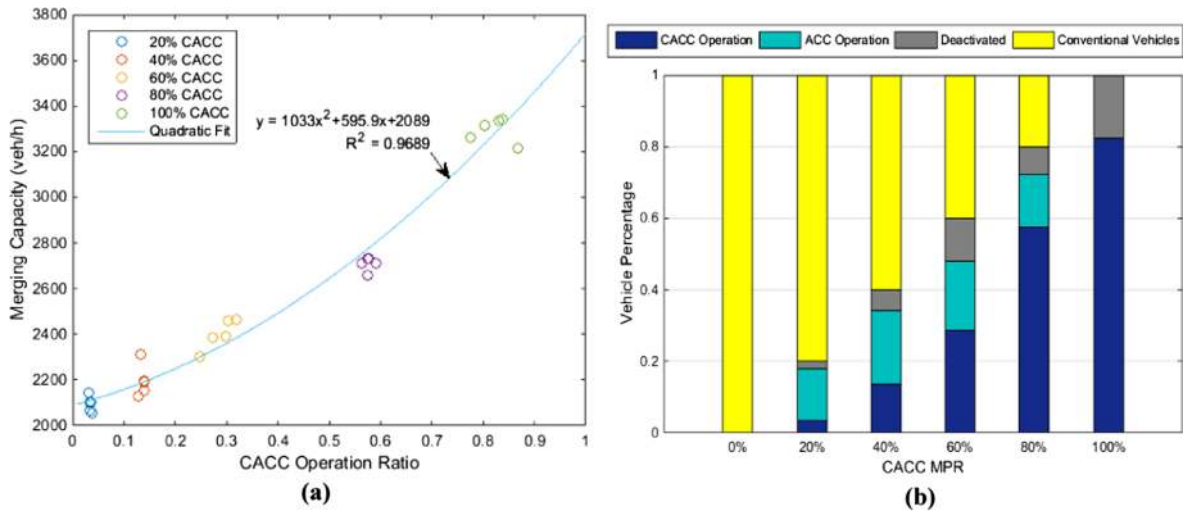 3800
3600
3400
3200
3000
2800
2600
2400
2200
2000
Merging Capacity (veh/h)
20% CACC
40% CACC
60% CACC
80% CACC
100% CACC
Quadratic Fit
y = 1033x²+595.9x+2089
R² = 0.9689
0 0.1 0.2 0.3 0.4 0.5 0.6 0.7 0.8 0.9 1
CACC Operation Ratio
(a)
CACC Operation ACC Operation Deactivated Conventional Vehicles
1
0.8
0.6
0.4
0.2
0
Vehicle Percentage
0% 20% 40% 60% 80% 100%
CACC MPR
(b)